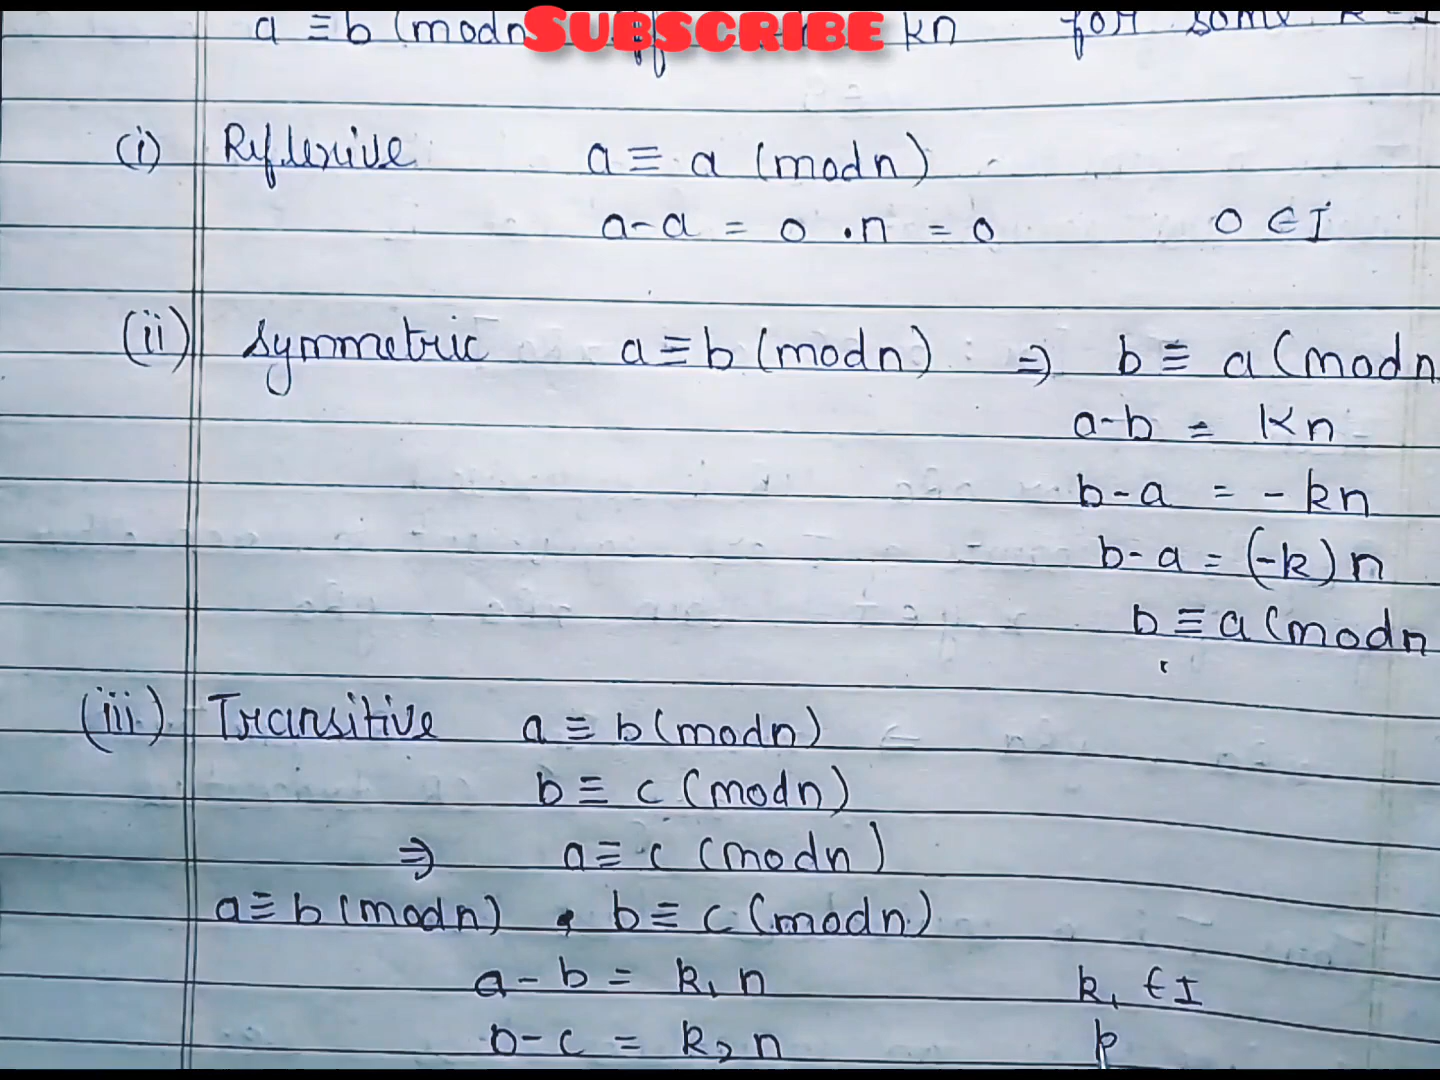 a ≡ b (modn SUBSCRIBE kn for some
(i) Reflexive a ≡ a (modn)
a-a = 0 .n = 0 0 ∈ I
(ii) Symmetric a ≡ b (modn) ⇒ b ≡ a (modn
a-b = Kn
b-a = -kn
b-a = (-k)n
b ≡ a (modn
(iii) Transitive a ≡ b (modn)
b ≡ c (modn)
⇒ a ≡ c (modn)
a ≡ b (modn) , b ≡ c (modn)
a - b = k₁ n k₁ ∈ I
b-c = k₂ n k